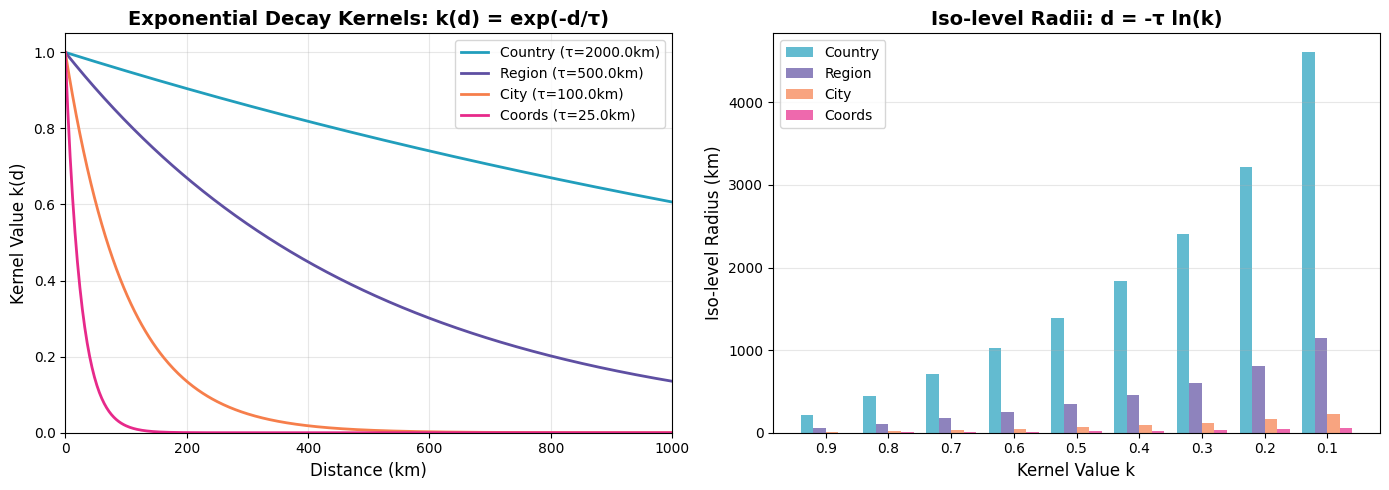 Exponential Decay Kernels: k(d) = exp(-d/τ)
Kernel Value k(d)
1.0
0.8
0.6
0.4
0.2
0.0
Country (τ=2000.0km)
Region (τ=500.0km)
City (τ=100.0km)
Coords (τ=25.0km)
0 200 400 600 800 1000
Distance (km)
Iso-level Radii: d = -τ ln(k)
Iso-level Radius (km)
4000
3000
2000
1000
0
Country
Region
City
Coords
0.9 0.8 0.7 0.6 0.5 0.4 0.3 0.2 0.1
Kernel Value k